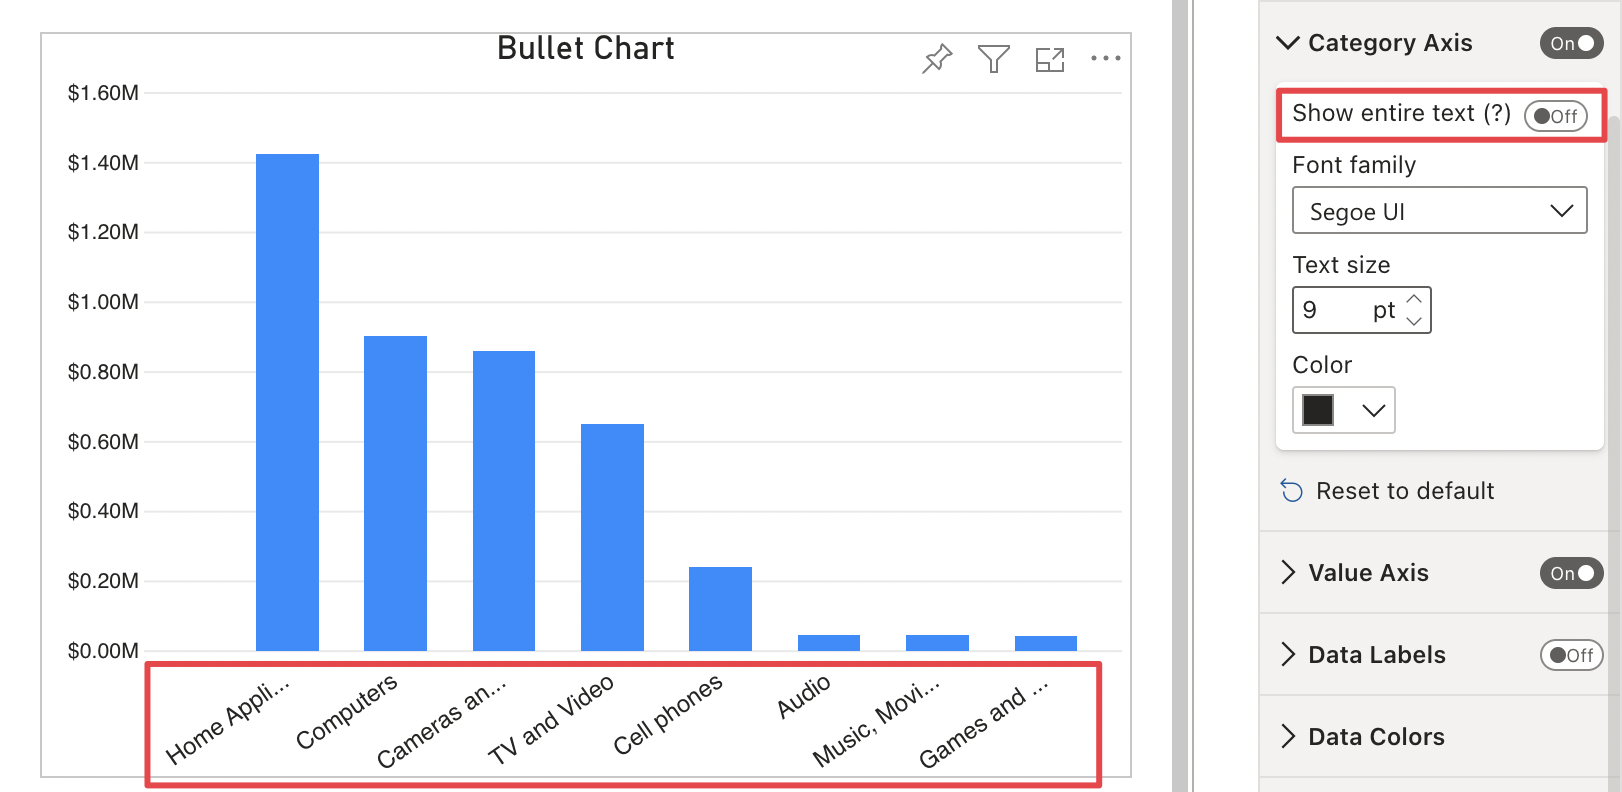 Bullet Chart
$1.60M
$1.40M
$1.20M
$1.00M
$0.80M
$0.60M
$0.40M
$0.20M
$0.00M
Home Appli...
Computers
Cameras an...
TV and Video
Cell phones
Audio
Music, Movi...
Games and ...
Category Axis
On
Show entire text (?)
Off
Font family
Segoe UI
Text size
9 pt
Color
Reset to default
Value Axis
On
Data Labels
Off
Data Colors